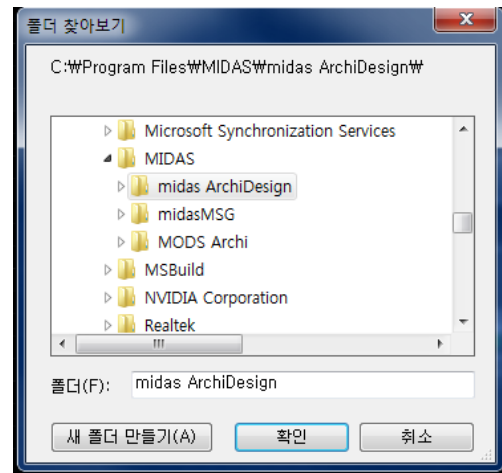 폴더 찾아보기
C:₩Program Files₩MIDAS₩midas ArchiDesign₩
Microsoft Synchronization Services
MIDAS
midas ArchiDesign
midasMSG
MODS Archi
MSBuild
NVIDIA Corporation
Realtek
폴더(F): midas ArchiDesign
새 폴더 만들기(A) 확인 취소